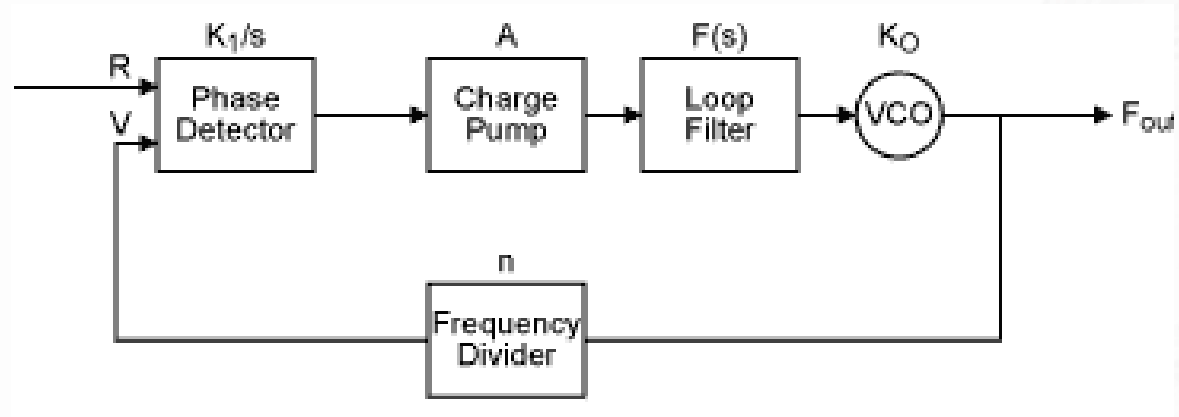 K1/s
A
F(s)
KO
R
V
Phase
Detector
Charge
Pump
Loop
Filter
VCO
Fout
n
Frequency
Divider